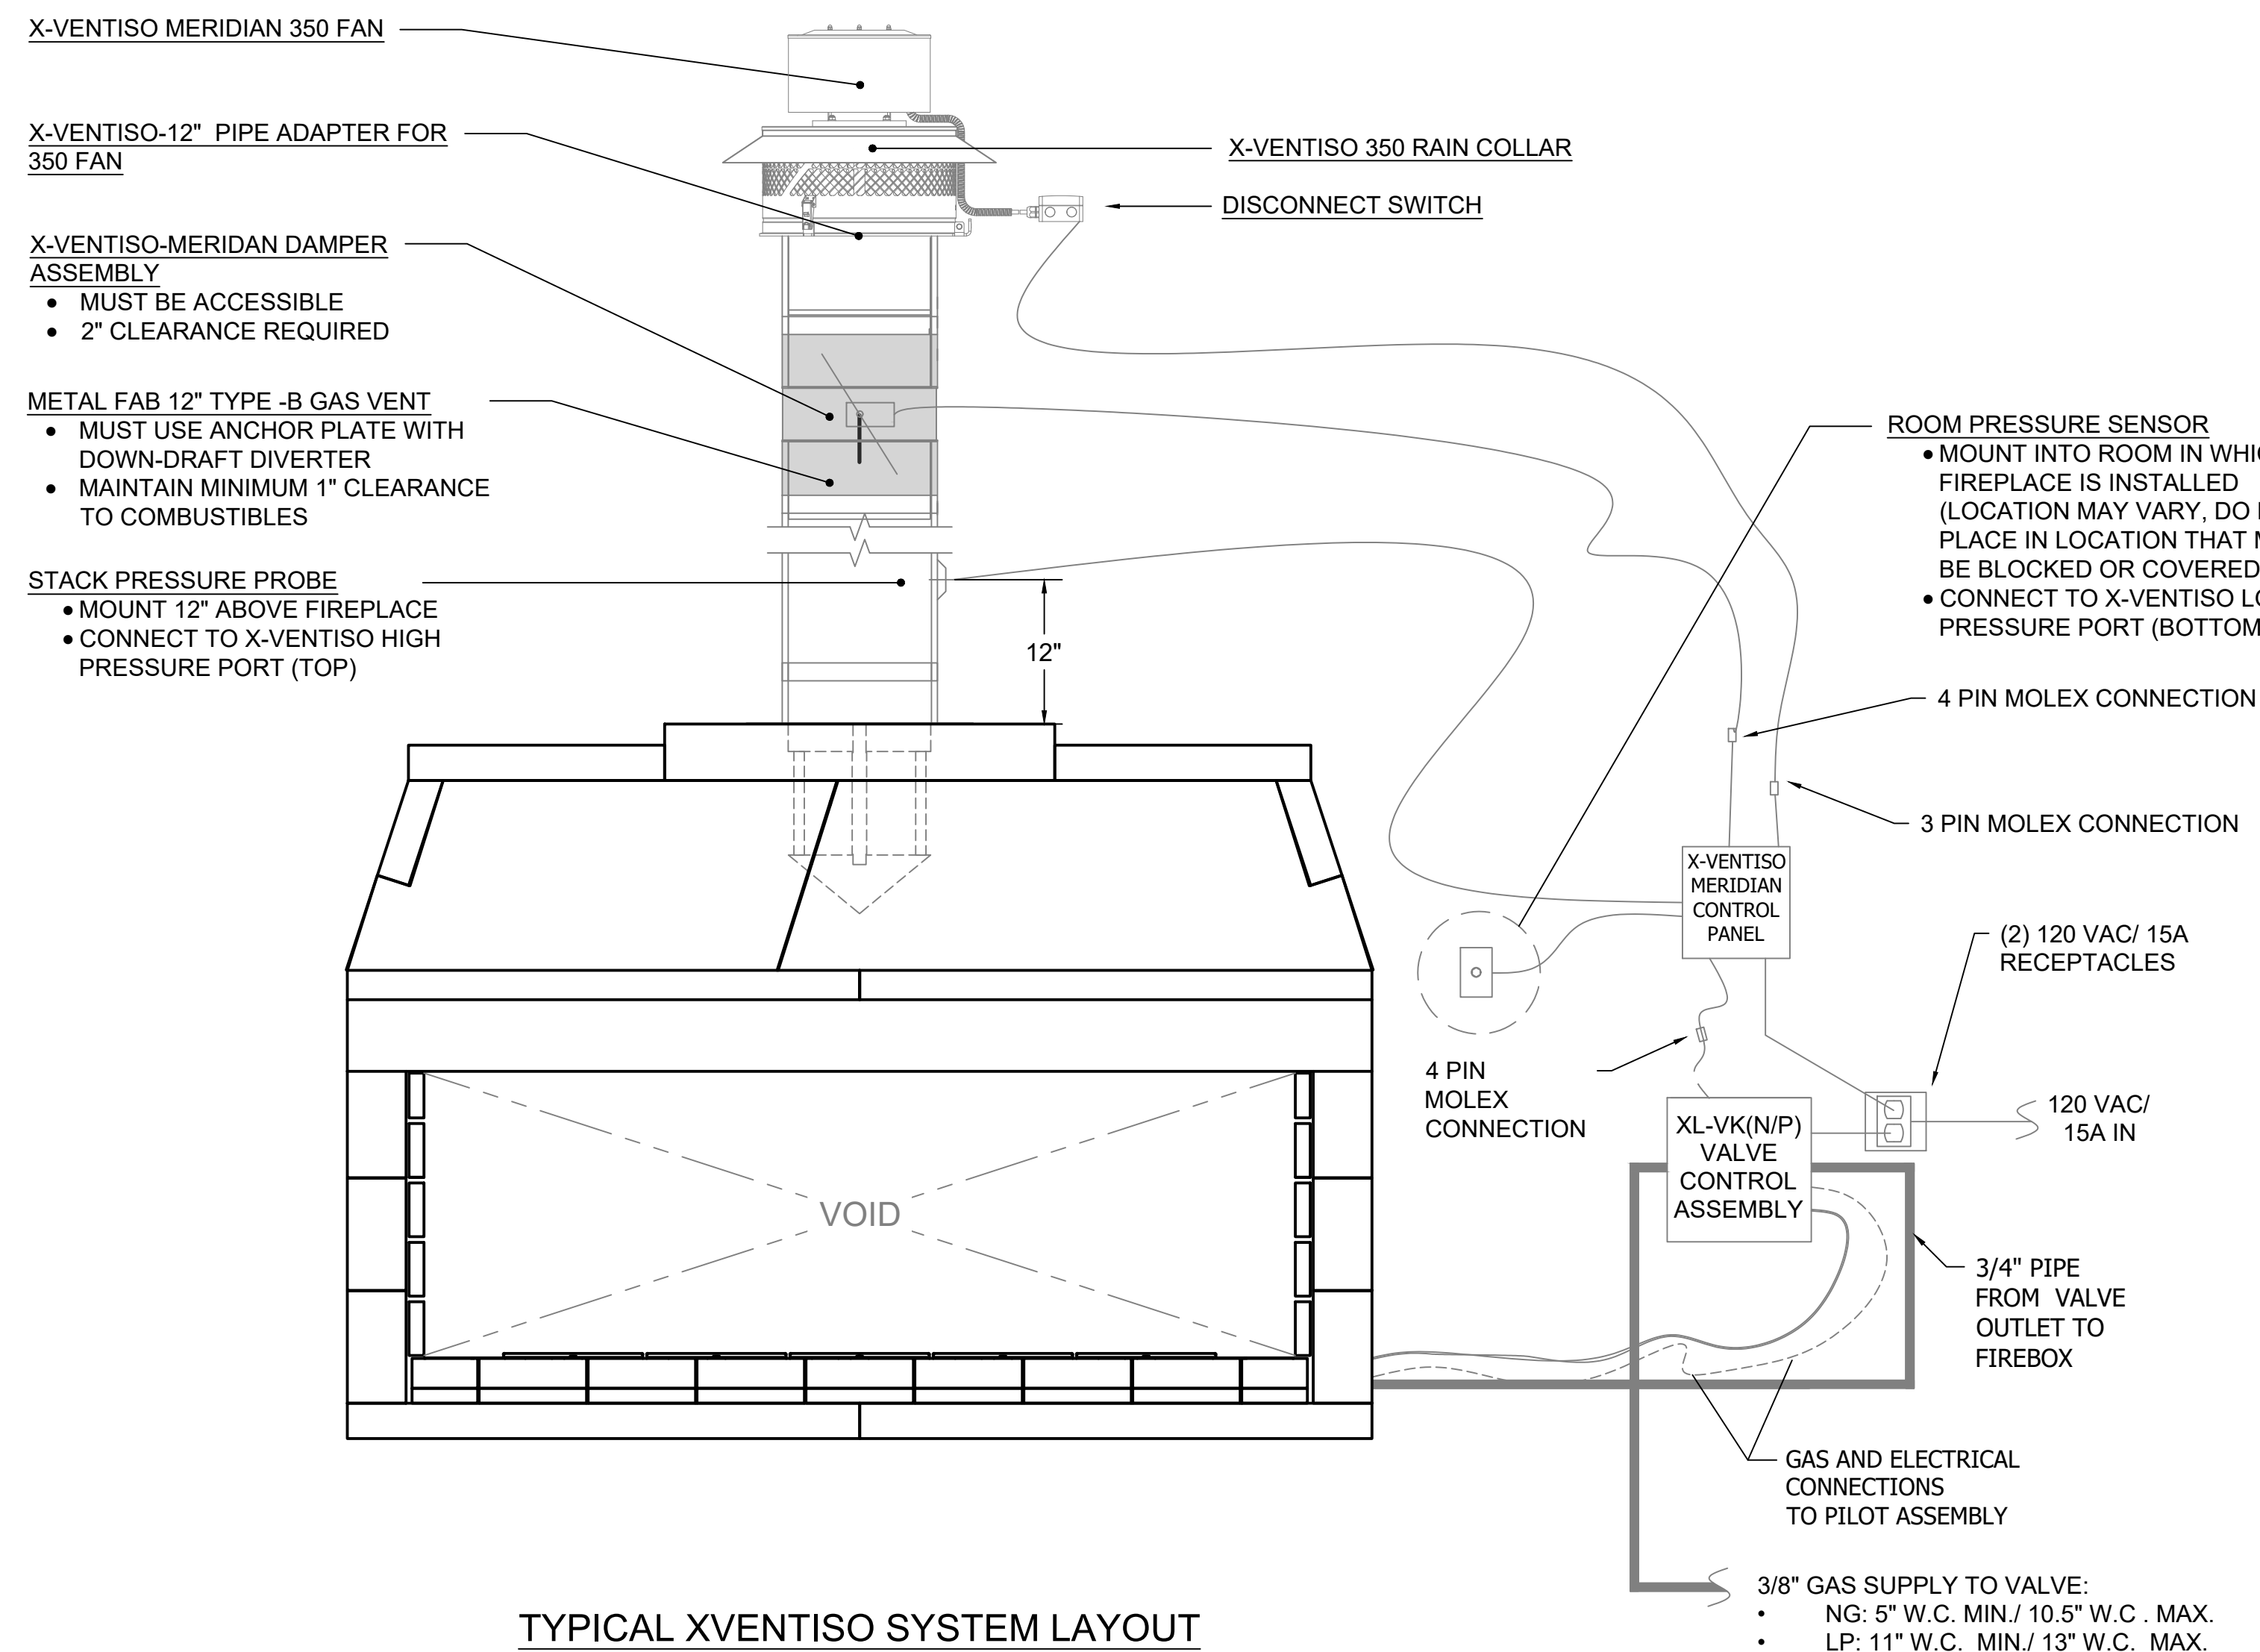 X-VENTISO MERIDIAN 350 FAN
X-VENTISO-12" PIPE ADAPTER FOR
350 FAN
X-VENTISO-MERIDAN DAMPER
ASSEMBLY
• MUST BE ACCESSIBLE
• 2" CLEARANCE REQUIRED
METAL FAB 12" TYPE -B GAS VENT
• MUST USE ANCHOR PLATE WITH
DOWN-DRAFT DIVERTER
• MAINTAIN MINIMUM 1" CLEARANCE
TO COMBUSTIBLES
STACK PRESSURE PROBE
• MOUNT 12" ABOVE FIREPLACE
• CONNECT TO X-VENTISO HIGH
PRESSURE PORT (TOP)
X-VENTISO 350 RAIN COLLAR
DISCONNECT SWITCH
12"
ROOM PRESSURE SENSOR
• MOUNT INTO ROOM IN
FIREPLACE IS INSTALLED
(LOCATION MAY VARY, DO
PLACE IN LOCATION THAT
BE BLOCKED OR COVERED
• CONNECT TO X-VENTISO
PRESSURE PORT (BOTTOM
4 PIN MOLEX CONNECTION
3 PIN MOLEX CONNECTION
X-VENTISO
MERIDIAN
CONTROL
PANEL
(2) 120 VAC/ 15A
RECEPTACLES
4 PIN
MOLEX
CONNECTION
XL-VK(N/P)
VALVE
CONTROL
ASSEMBLY
120 VAC/
15A IN
VOID
3/4" PIPE
FROM VALVE
OUTLET TO
FIREBOX
GAS AND ELECTRICAL
CONNECTIONS
TO PILOT ASSEMBLY
3/8" GAS SUPPLY TO VALVE:
• NG: 5" W.C. MIN./ 10.5" W.C . MAX.
• LP: 11" W.C. MIN./ 13" W.C. MAX.
TYPICAL XVENTISO SYSTEM LAYOUT